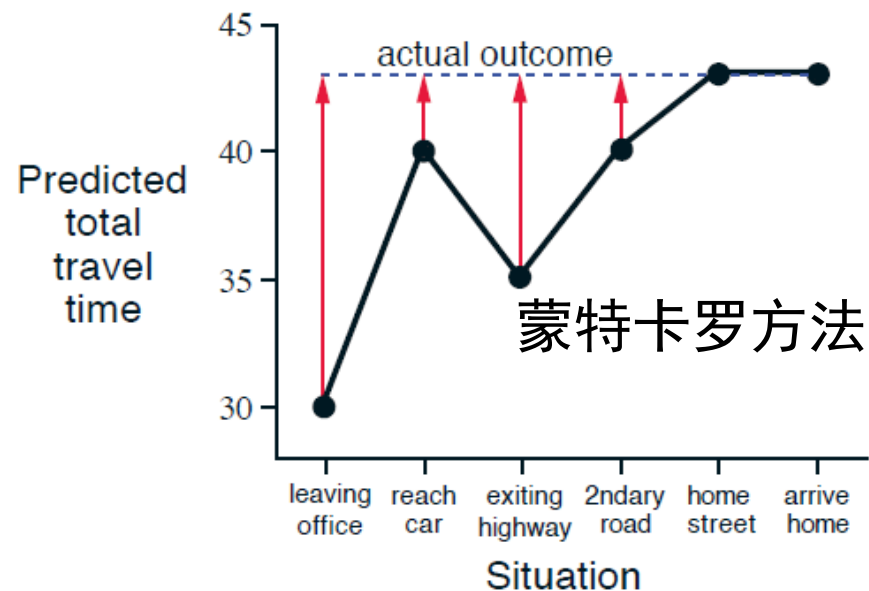 45
actual outcome
40
Predicted
total
travel
time
35
蒙特卡罗方法
30
leaving
office
reach
car
exiting
highway
2ndary
road
home
street
arrive
home
Situation